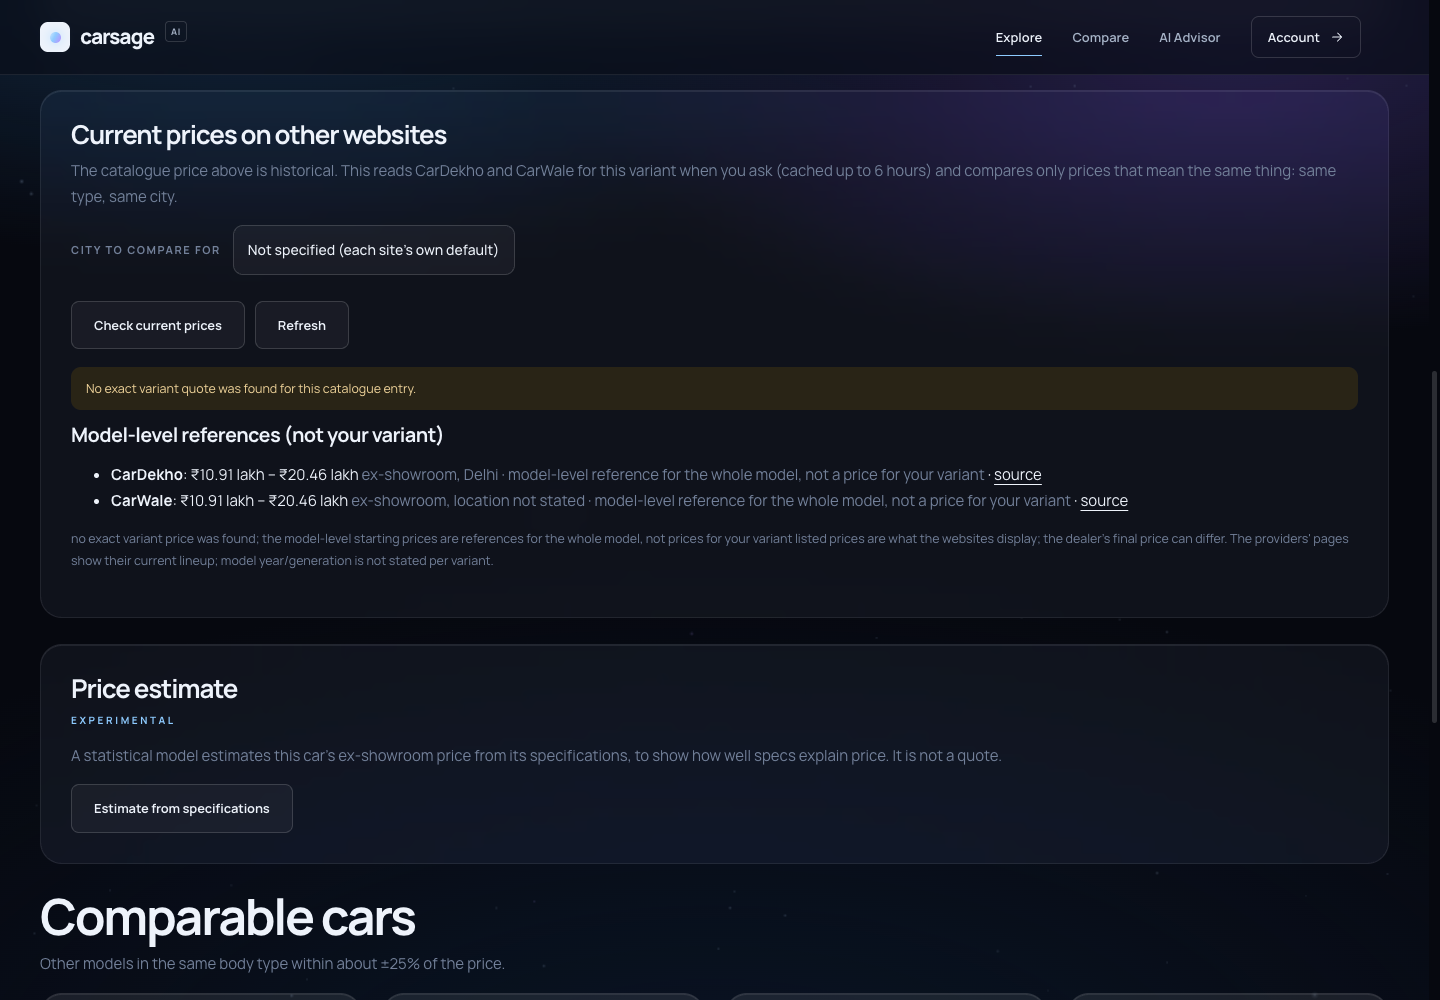 carsage AI
Explore Compare AI Advisor Account →
Current prices on other websites
The catalogue price above is historical. This reads CarDekho and CarWale for this variant when you ask (cached up to 6 hours) and compares only prices that mean the same thing: same
type, same city.
CITY TO COMPARE FOR Not specified (each site's own default)
Check current prices Refresh
No exact variant quote was found for this catalogue entry.
Model-level references (not your variant)
• CarDekho: ₹10.91 lakh – ₹20.46 lakh ex-showroom, Delhi · model-level reference for the whole model, not a price for your variant · source
• CarWale: ₹10.91 lakh – ₹20.46 lakh ex-showroom, location not stated · model-level reference for the whole model, not a price for your variant · source
no exact variant price was found; the model-level starting prices are references for the whole model, not prices for your variant listed prices are what the websites display; the dealer's final price can differ. The providers' pages
show their current lineup; model year/generation is not stated per variant.
Price estimate
EXPERIMENTAL
A statistical model estimates this car's ex-showroom price from its specifications, to show how well specs explain price. It is not a quote.
Estimate from specifications
Comparable cars
Other models in the same body type within about ±25% of the price.